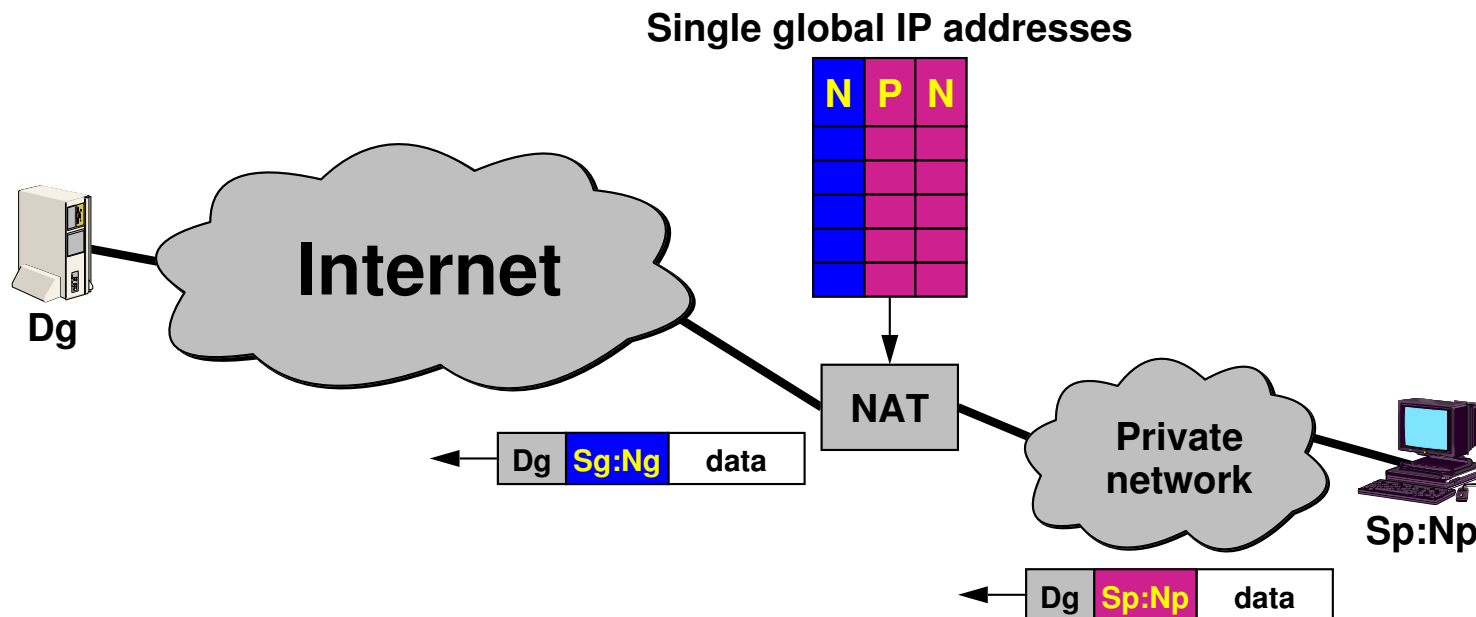 Single global IP addresses
N P N
Internet
Dg
NAT
Dg Sg:Ng data
Private
network
Sp:Np
Dg Sp:Np data